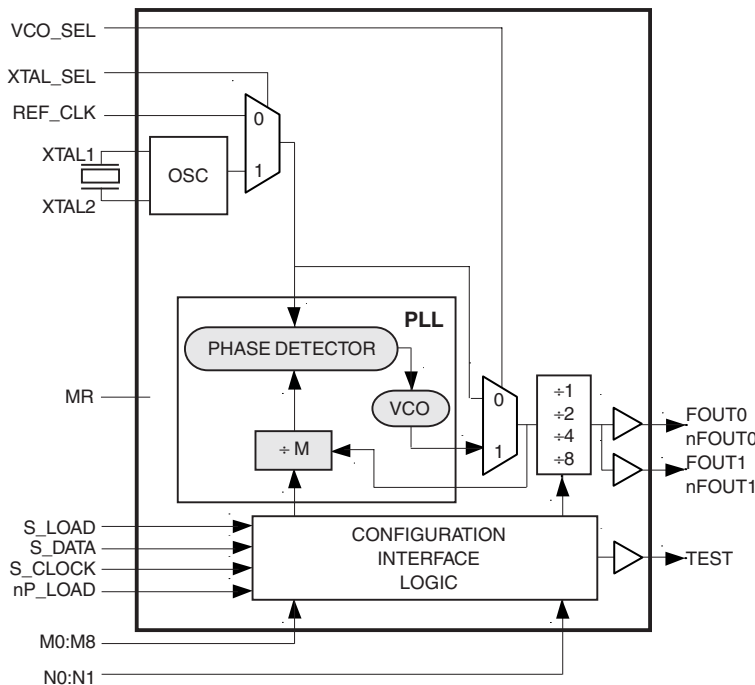 VCO_SEL
XTAL_SEL
REF_CLK
0
XTAL1
OSC
1
XTAL2
PLL
PHASE DETECTOR
MR
VCO
0
÷1
÷2
÷4
÷8
FOUT0
nFOUT0
÷ M
1
FOUT1
nFOUT1
S_LOAD
S_DATA
S_CLOCK
nP_LOAD
CONFIGURATION
INTERFACE
LOGIC
TEST
M0:M8
N0:N1